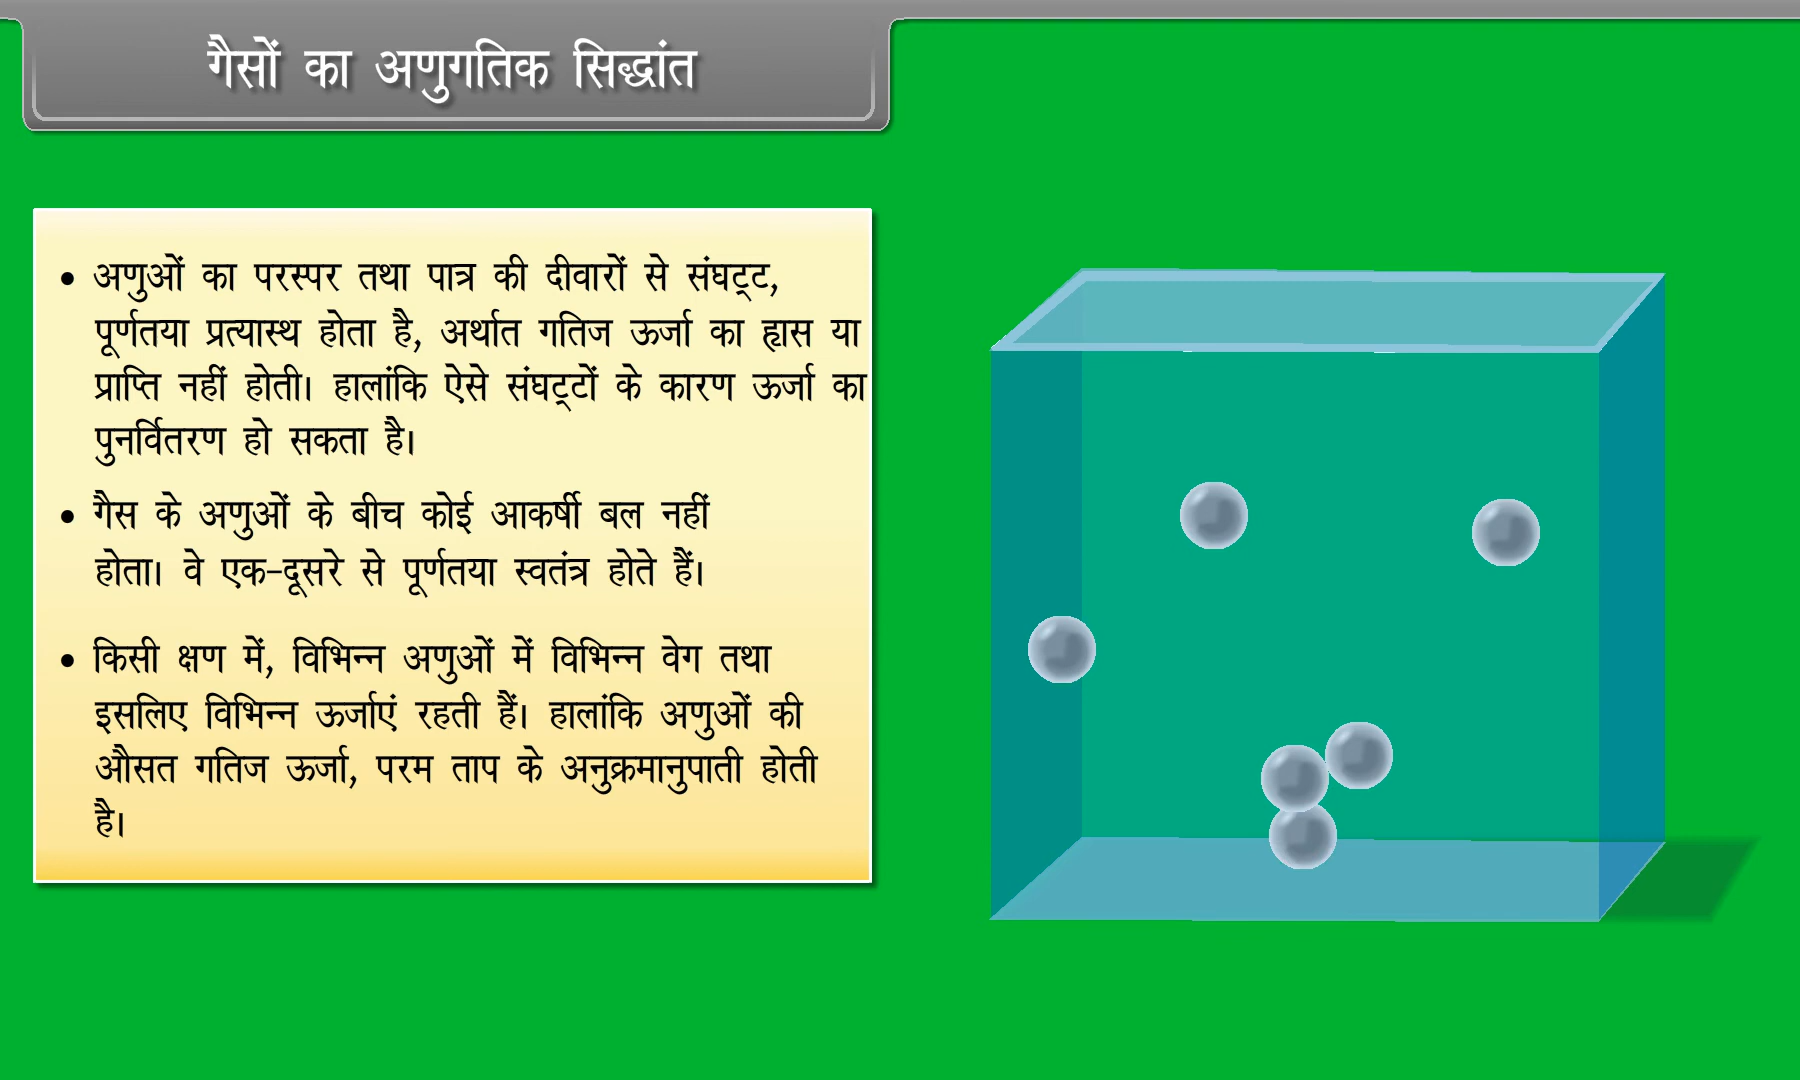 गैसों का अणुगतिक सिद्धांत
• अणुओं का परस्पर तथा पात्र की दीवारों से संघट्ट,
पूर्णतया प्रत्यास्थ होता है, अर्थात गतिज ऊर्जा का ह्रास या
प्राप्ति नहीं होती। हालांकि ऐसे संघट्टों के कारण ऊर्जा का
पुनर्वितरण हो सकता है।
• गैस के अणुओं के बीच कोई आकर्षी बल नहीं
होता। वे एक-दूसरे से पूर्णतया स्वतंत्र होते हैं।
• किसी क्षण में, विभिन्न अणुओं में विभिन्न वेग तथा
इसलिए विभिन्न ऊर्जाएं रहती हैं। हालांकि अणुओं की
औसत गतिज ऊर्जा, परम ताप के अनुक्रमानुपाती होती
है।